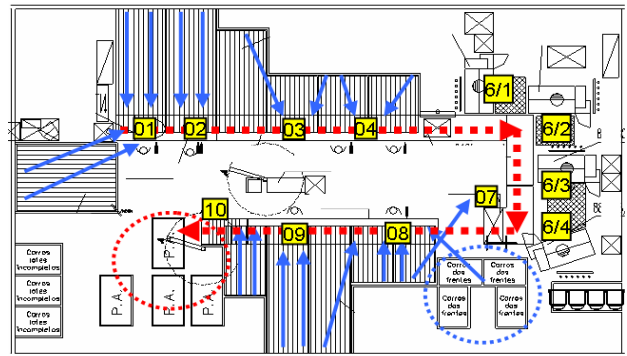 6/1
01
02
03
04
6/2
6/3
07
10
6/4
09
08
P.A.
P.A.
P.A.
P.A.
Carros
lotes
incompletos
Carros
lotes
incompletos
Carros
lotes
incompletos
Carros
dos
frentes
Carros
dos
frentes
Carros
dos
frentes
Carros
dos
frentes